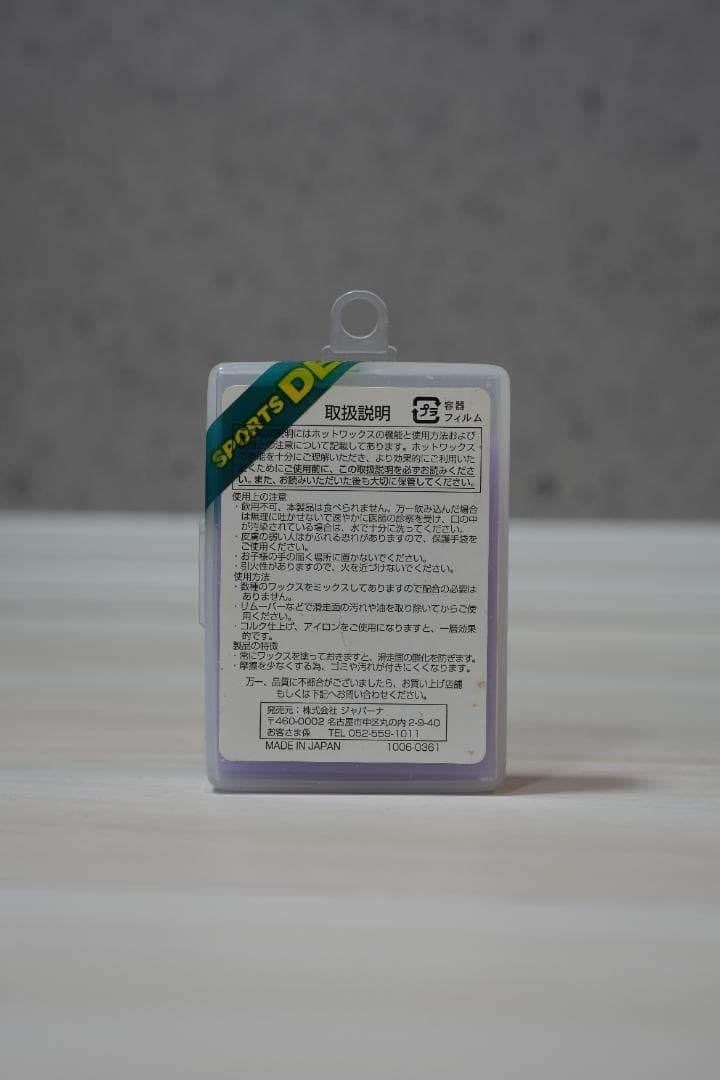 SPORTS DE
取扱説明
プラ
容器
フィルム
明にはホットワックスの機能と使用方法および
の注意について記載してあります。ホットワックス
能を十分にご理解いただき、より効果的にご利用いた
くためにご使用前に、この取扱説明を必ずお読みくださ
い。また、お読みいただいた後も大切に保管してください。
使用上の注意
・飲用不可、本製品は食べられません。万一飲み込んだ場合
は無理に吐かせないで速やかに医師の診察を受け、口の中
が汚染されている場合は、水で十分に洗ってください。
・皮膚の弱い人はかぶれる恐れがありますので、保護手袋を
ご使用ください。
・お子様の手の届く場所に置かないでください。
・引火性がありますので、火を近づけないでください。
使用方法
・数種のワックスをミックスしてありますので配合の必要は
ありません。
・リムーバーなどで滑走面の汚れや油を取り除いてからご使
用ください。
・コルク仕上げ、アイロンをご使用になりますと、一層効果
的です。
製品の特徴
・常にワックスを塗っておきますと、滑走面の酸化を防ぎます。
・摩擦を少なくする為、ゴミや汚れが付きにくくなります。
万一、品質に不都合がございましたら、お買い上げ店舗
もしくは下記へお問い合わせください。
発売元：株式会社 ジャパーナ
〒460-0002 名古屋市中区丸の内 2-9-40
お客さま係 TEL 052-559-1011
MADE IN JAPAN 1006-0361